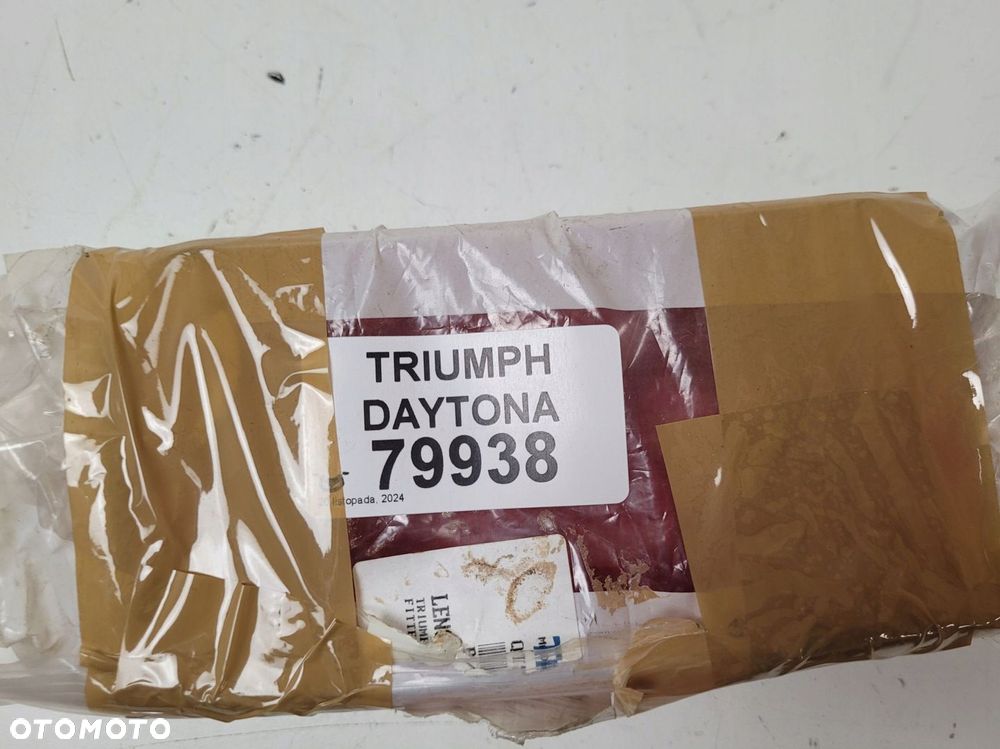 TRIUMPH
DAYTONA
79938
listopada, 2024
OTOMOTO